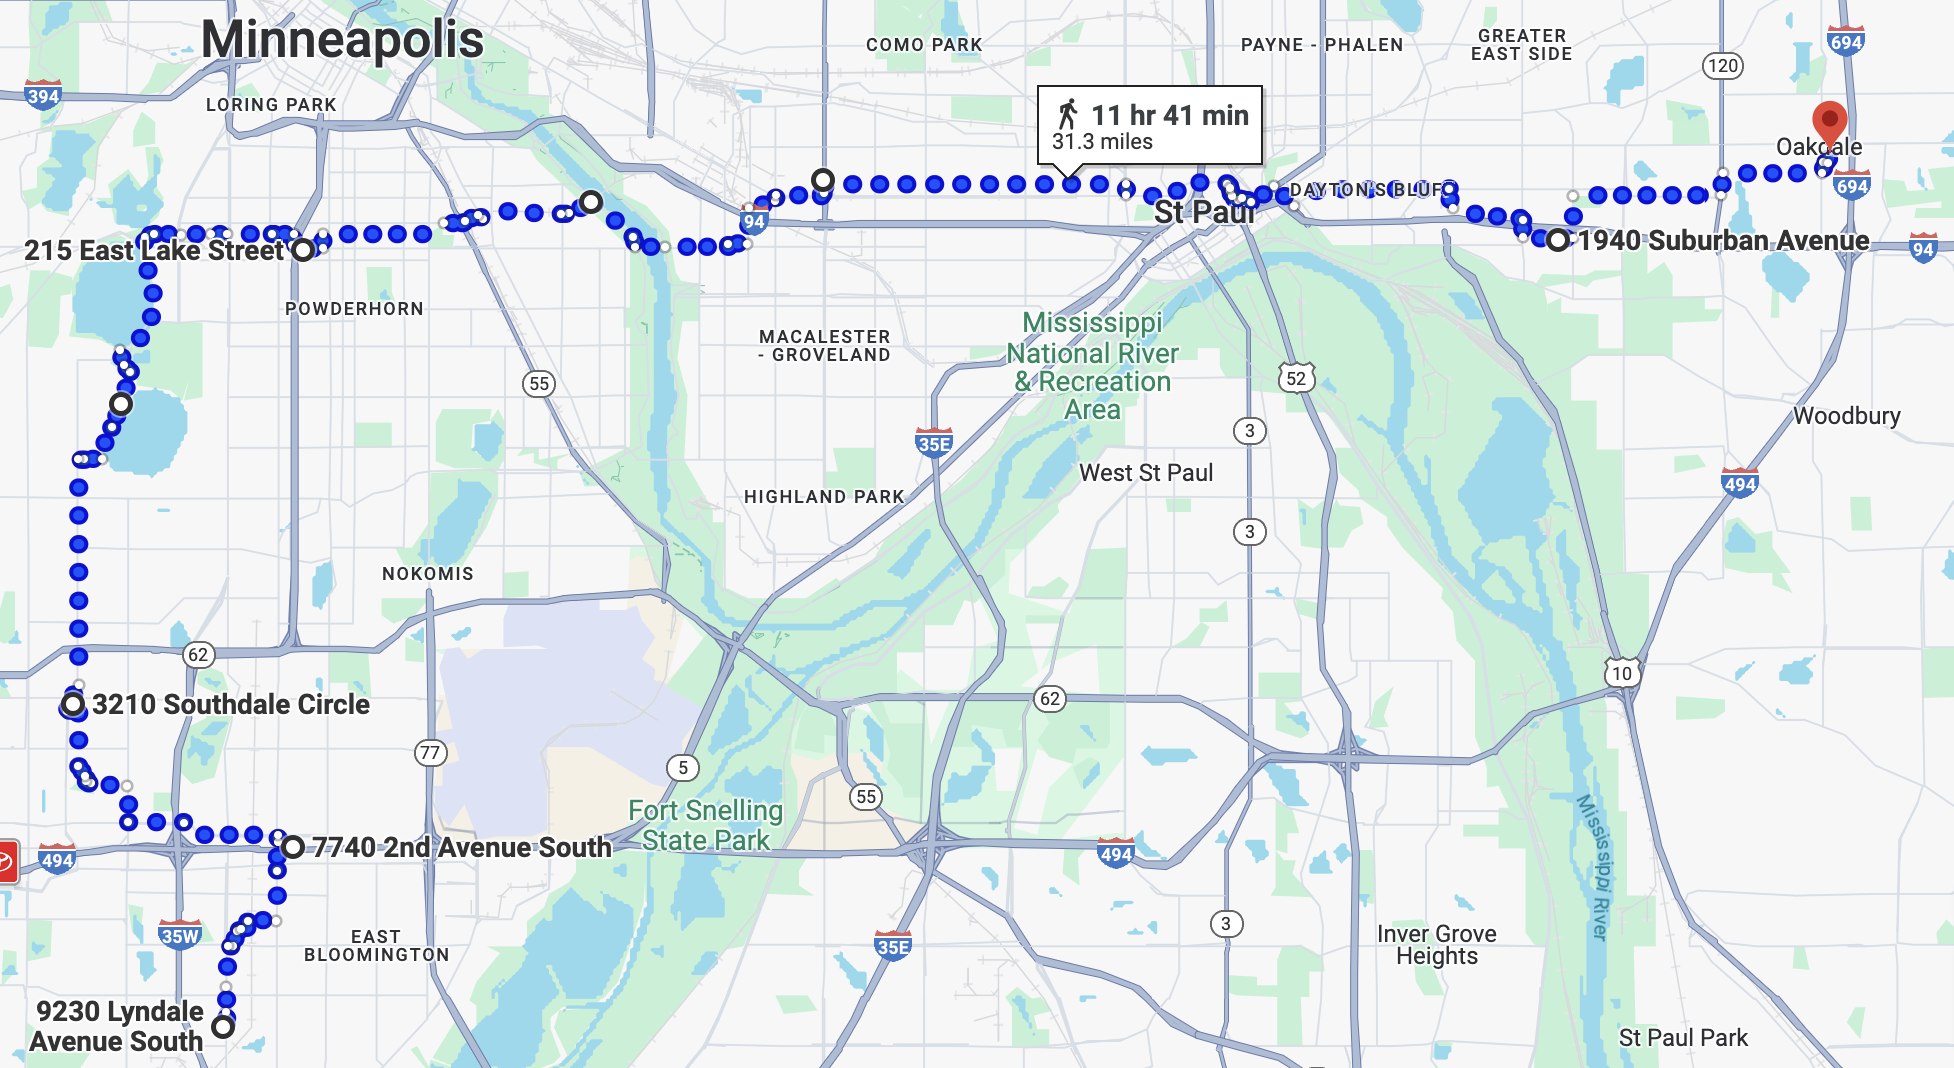 Minneapolis
COMO PARK
PAYNE - PHALEN
GREATER
EAST SIDE
694
120
394
LORING PARK
11 hr 41 min
31.3 miles
Oakdale
694
DAYTON'S BLUFF
94
St Paul
215 East Lake Street
1940 Suburban Avenue
94
POWDERHORN
MACALESTER
- GROVELAND
Mississippi
National River
& Recreation
Area
55
52
35E
3
Woodbury
West St Paul
494
HIGHLAND PARK
3
NOKOMIS
62
10
3210 Southdale Circle
62
77
5
55
Fort Snelling
State Park
Mississippi River
7740 2nd Avenue South
494
494
35W
EAST
BLOOMINGTON
35E
3
Inver Grove
Heights
9230 Lyndale
Avenue South
St Paul Park